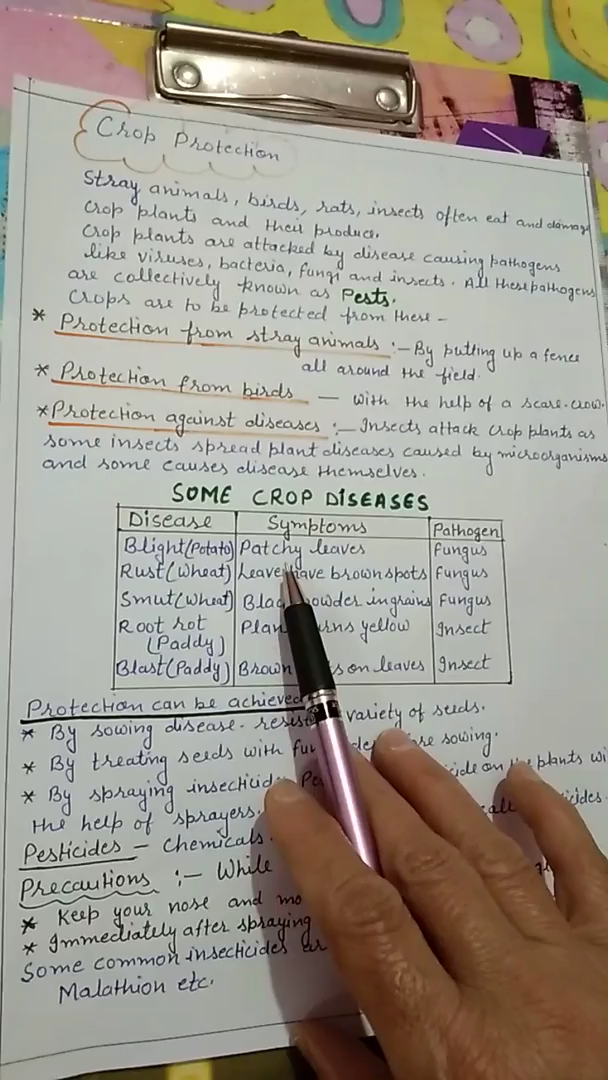 Crop Protection
Stray animals, birds, rats, insects often eat and damage
crop plants and their produce.
Crop plants are attacked by disease causing pathogens
like viruses, bacteria, fungi and insects. All these pathogens
are collectively known as Pests.
Crops are to be protected from these -
* Protection from stray animals :- By putting up a fence
all around the field.
* Protection from birds — with the help of a scare-crow.
* Protection against diseases :- Insects attack crop plants as
some insects spread plant diseases caused by microorganisms
and some causes disease themselves.
SOME CROP DISEASES
Disease Symptoms Pathogen
Blight(Potato) Patchy leaves Fungus
Rust(Wheat) Leave have brown spots Fungus
Smut(Wheat) powder in grains Fungus
Root rot (Paddy) yellow Insect
Blast(Paddy) Brown on leaves Insect
Protection can be achieved
* By sowing disease-resist variety of seeds.
* By treating seeds with sowing.
* By spraying on the plants
the help of sprayers.
Pesticides - Chemicals
Precautions :- While
* Keep your nose and
* Immediately after spraying
Some common insecticides
Malathion etc.